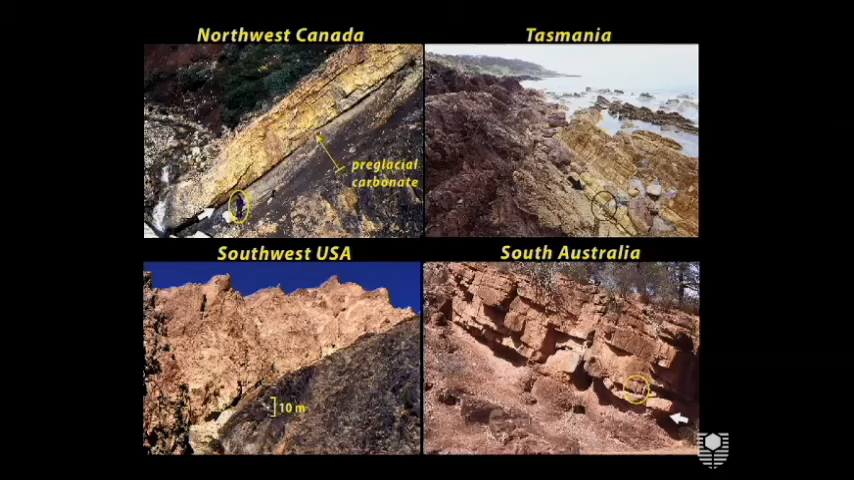 Northwest Canada
Tasmania
preglacial
carbonate
Southwest USA
South Australia
10 m